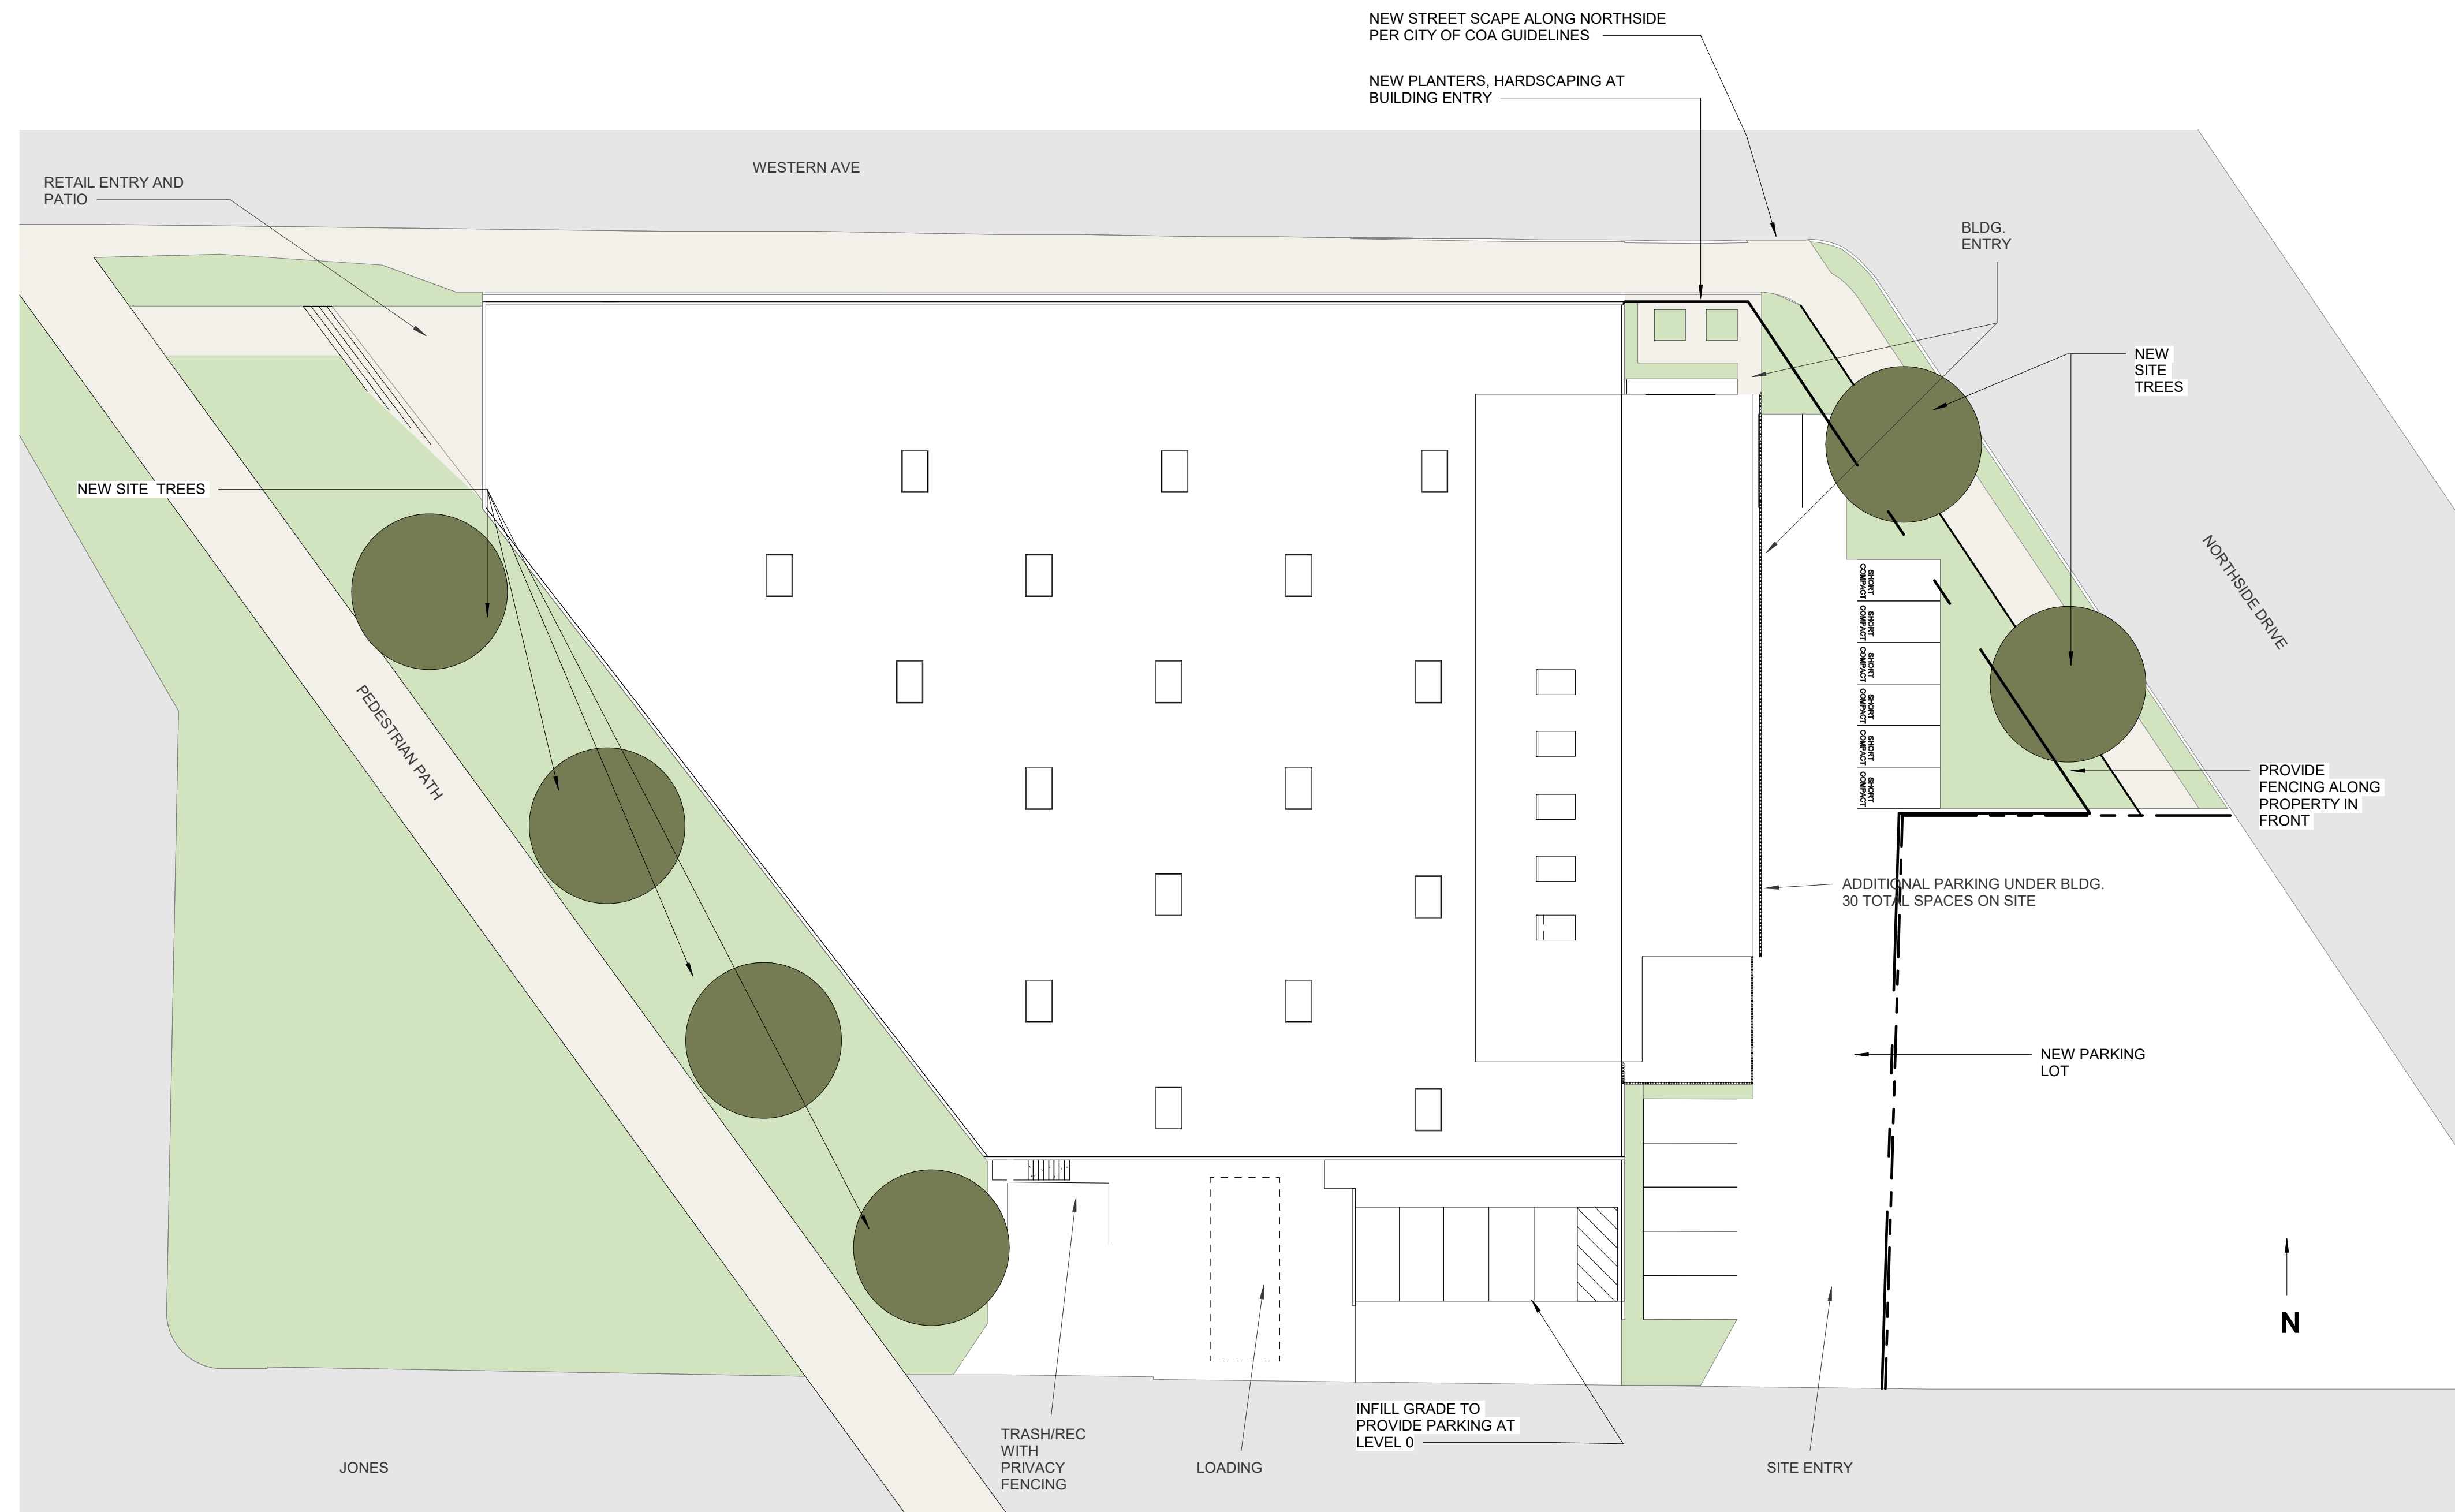 NEW STREET SCAPE ALONG NORTHSIDE
PER CITY OF COA GUIDELINES
NEW PLANTERS, HARDSCAPING AT
BUILDING ENTRY
WESTERN AVE
RETAIL ENTRY AND
PATIO
BLDG.
ENTRY
NEW
SITE
TREES
NEW SITE TREES
NORTHSIDE DRIVE
SHORT
COMPACT
SHORT
COMPACT
SHORT
COMPACT
SHORT
COMPACT
SHORT
COMPACT
SHORT
COMPACT
PEDESTRIAN PATH
PROVIDE
FENCING ALONG
PROPERTY IN
FRONT
ADDITIONAL PARKING UNDER BLDG.
30 TOTAL SPACES ON SITE
NEW PARKING
LOT
N
INFILL GRADE TO
PROVIDE PARKING AT
LEVEL 0
TRASH/REC
WITH
PRIVACY
FENCING
JONES
LOADING
SITE ENTRY